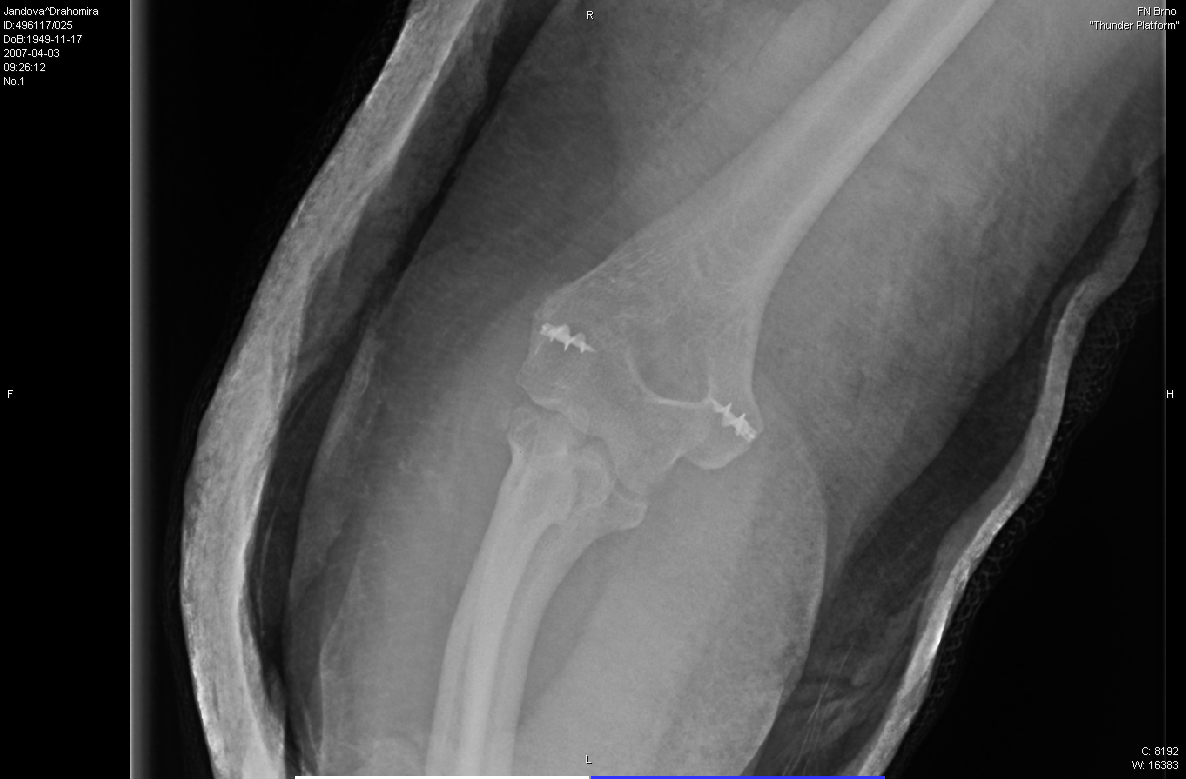 Jandova^Drahomira
ID:496117/025
DoB:1949-11-17
2007-04-03
09:26:12
No.1
R
FN Brno
"Thunder Platform"
F
H
L
C: 8192
W: 16383